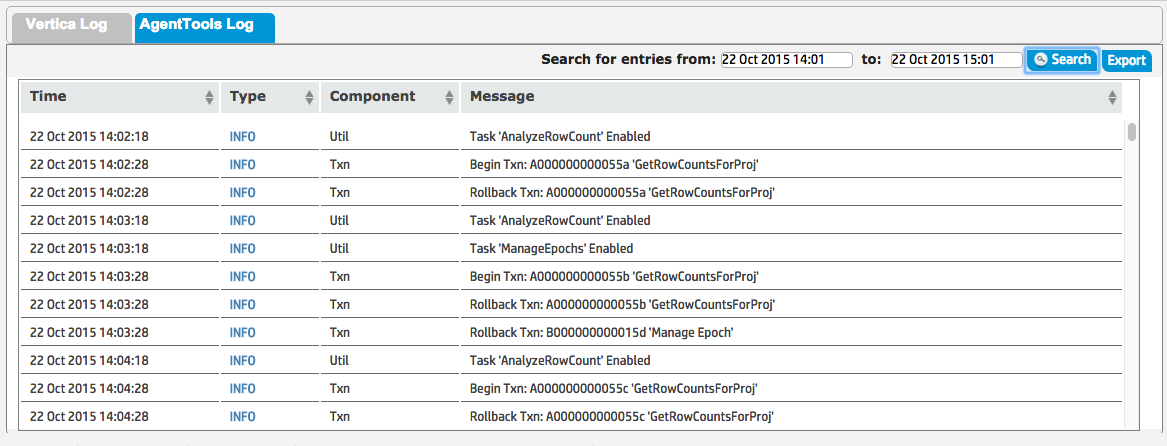 Vertica Log AgentTools Log
Search for entries from: 22 Oct 2015 14:01 to: 22 Oct 2015 15:01 Search Export
Time Type Component Message
22 Oct 2015 14:02:18 INFO Util Task 'AnalyzeRowCount' Enabled
22 Oct 2015 14:02:28 INFO Txn Begin Txn: A000000000055a 'GetRowCountsForProj'
22 Oct 2015 14:02:28 INFO Txn Rollback Txn: A000000000055a 'GetRowCountsForProj'
22 Oct 2015 14:03:18 INFO Util Task 'AnalyzeRowCount' Enabled
22 Oct 2015 14:03:18 INFO Util Task 'ManageEpochs' Enabled
22 Oct 2015 14:03:28 INFO Txn Begin Txn: A000000000055b 'GetRowCountsForProj'
22 Oct 2015 14:03:28 INFO Txn Rollback Txn: A000000000055b 'GetRowCountsForProj'
22 Oct 2015 14:03:28 INFO Txn Rollback Txn: B000000000015d 'Manage Epoch'
22 Oct 2015 14:04:18 INFO Util Task 'AnalyzeRowCount' Enabled
22 Oct 2015 14:04:28 INFO Txn Begin Txn: A000000000055c 'GetRowCountsForProj'
22 Oct 2015 14:04:28 INFO Txn Rollback Txn: A000000000055c 'GetRowCountsForProj'